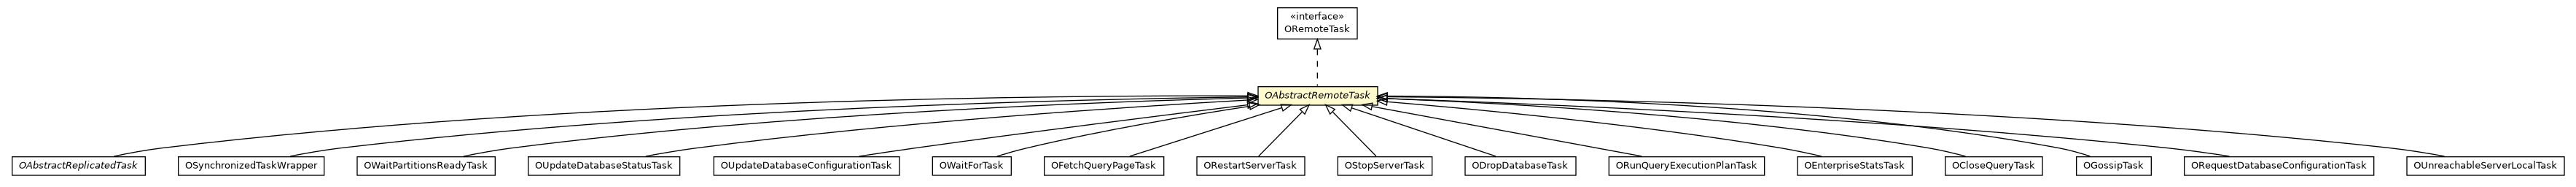 «interface»
ORemoteTask
OAbstractRemoteTask
OAbstractReplicatedTask
OSynchronizedTaskWrapper
OWaitPartitionsReadyTask
OUpdateDatabaseStatusTask
OUpdateDatabaseConfigurationTask
OWaitForTask
OFetchQueryPageTask
ORestartServerTask
OStopServerTask
ODropDatabaseTask
ORunQueryExecutionPlanTask
OEnterpriseStatsTask
OCloseQueryTask
OGossipTask
ORequestDatabaseConfigurationTask
OUnreachableServerLocalTask